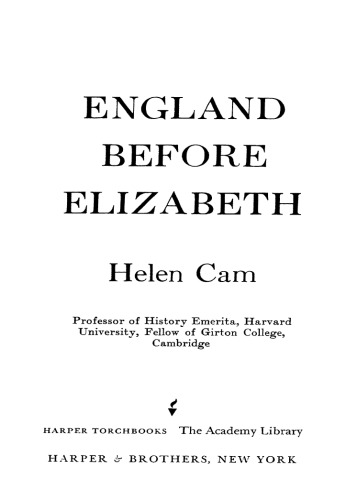 ENGLAND
BEFORE
ELIZABETH
Helen Cam
Professor of History Emerita, Harvard
University, Fellow of Girton College,
Cambridge
HARPER TORCHBOOKS The Academy Library
HARPER & BROTHERS, NEW YORK